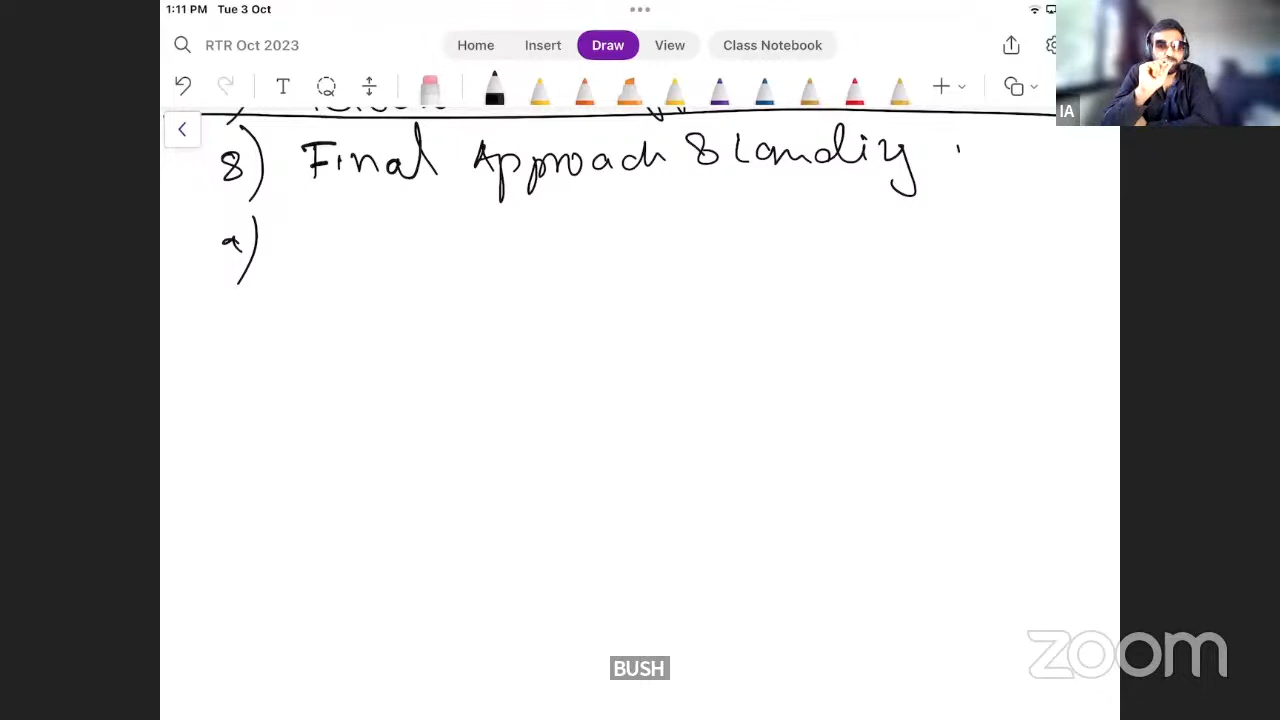 1:11 PM Tue 3 Oct
RTR Oct 2023
Home Insert Draw View Class Notebook
T
IA
8) Final Approach & Landing :
a)
BUSH
zoom